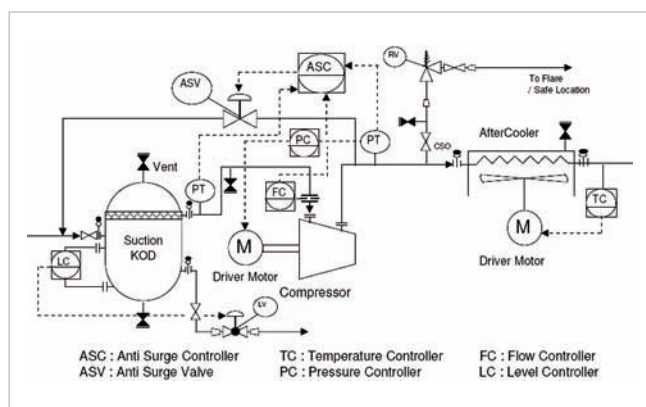 ASV
ASC
RV
To Flare
/ Safe Location
PC
PT
CSO
AfterCooler
Vent
PT
FC
TC
Suction
KOD
M
M
LC
Driver Motor
Driver Motor
Compressor
LV
ASC : Anti Surge Controller TC : Temperature Controller FC : Flow Controller
ASV : Anti Surge Valve PC : Pressure Controller LC : Level Controller